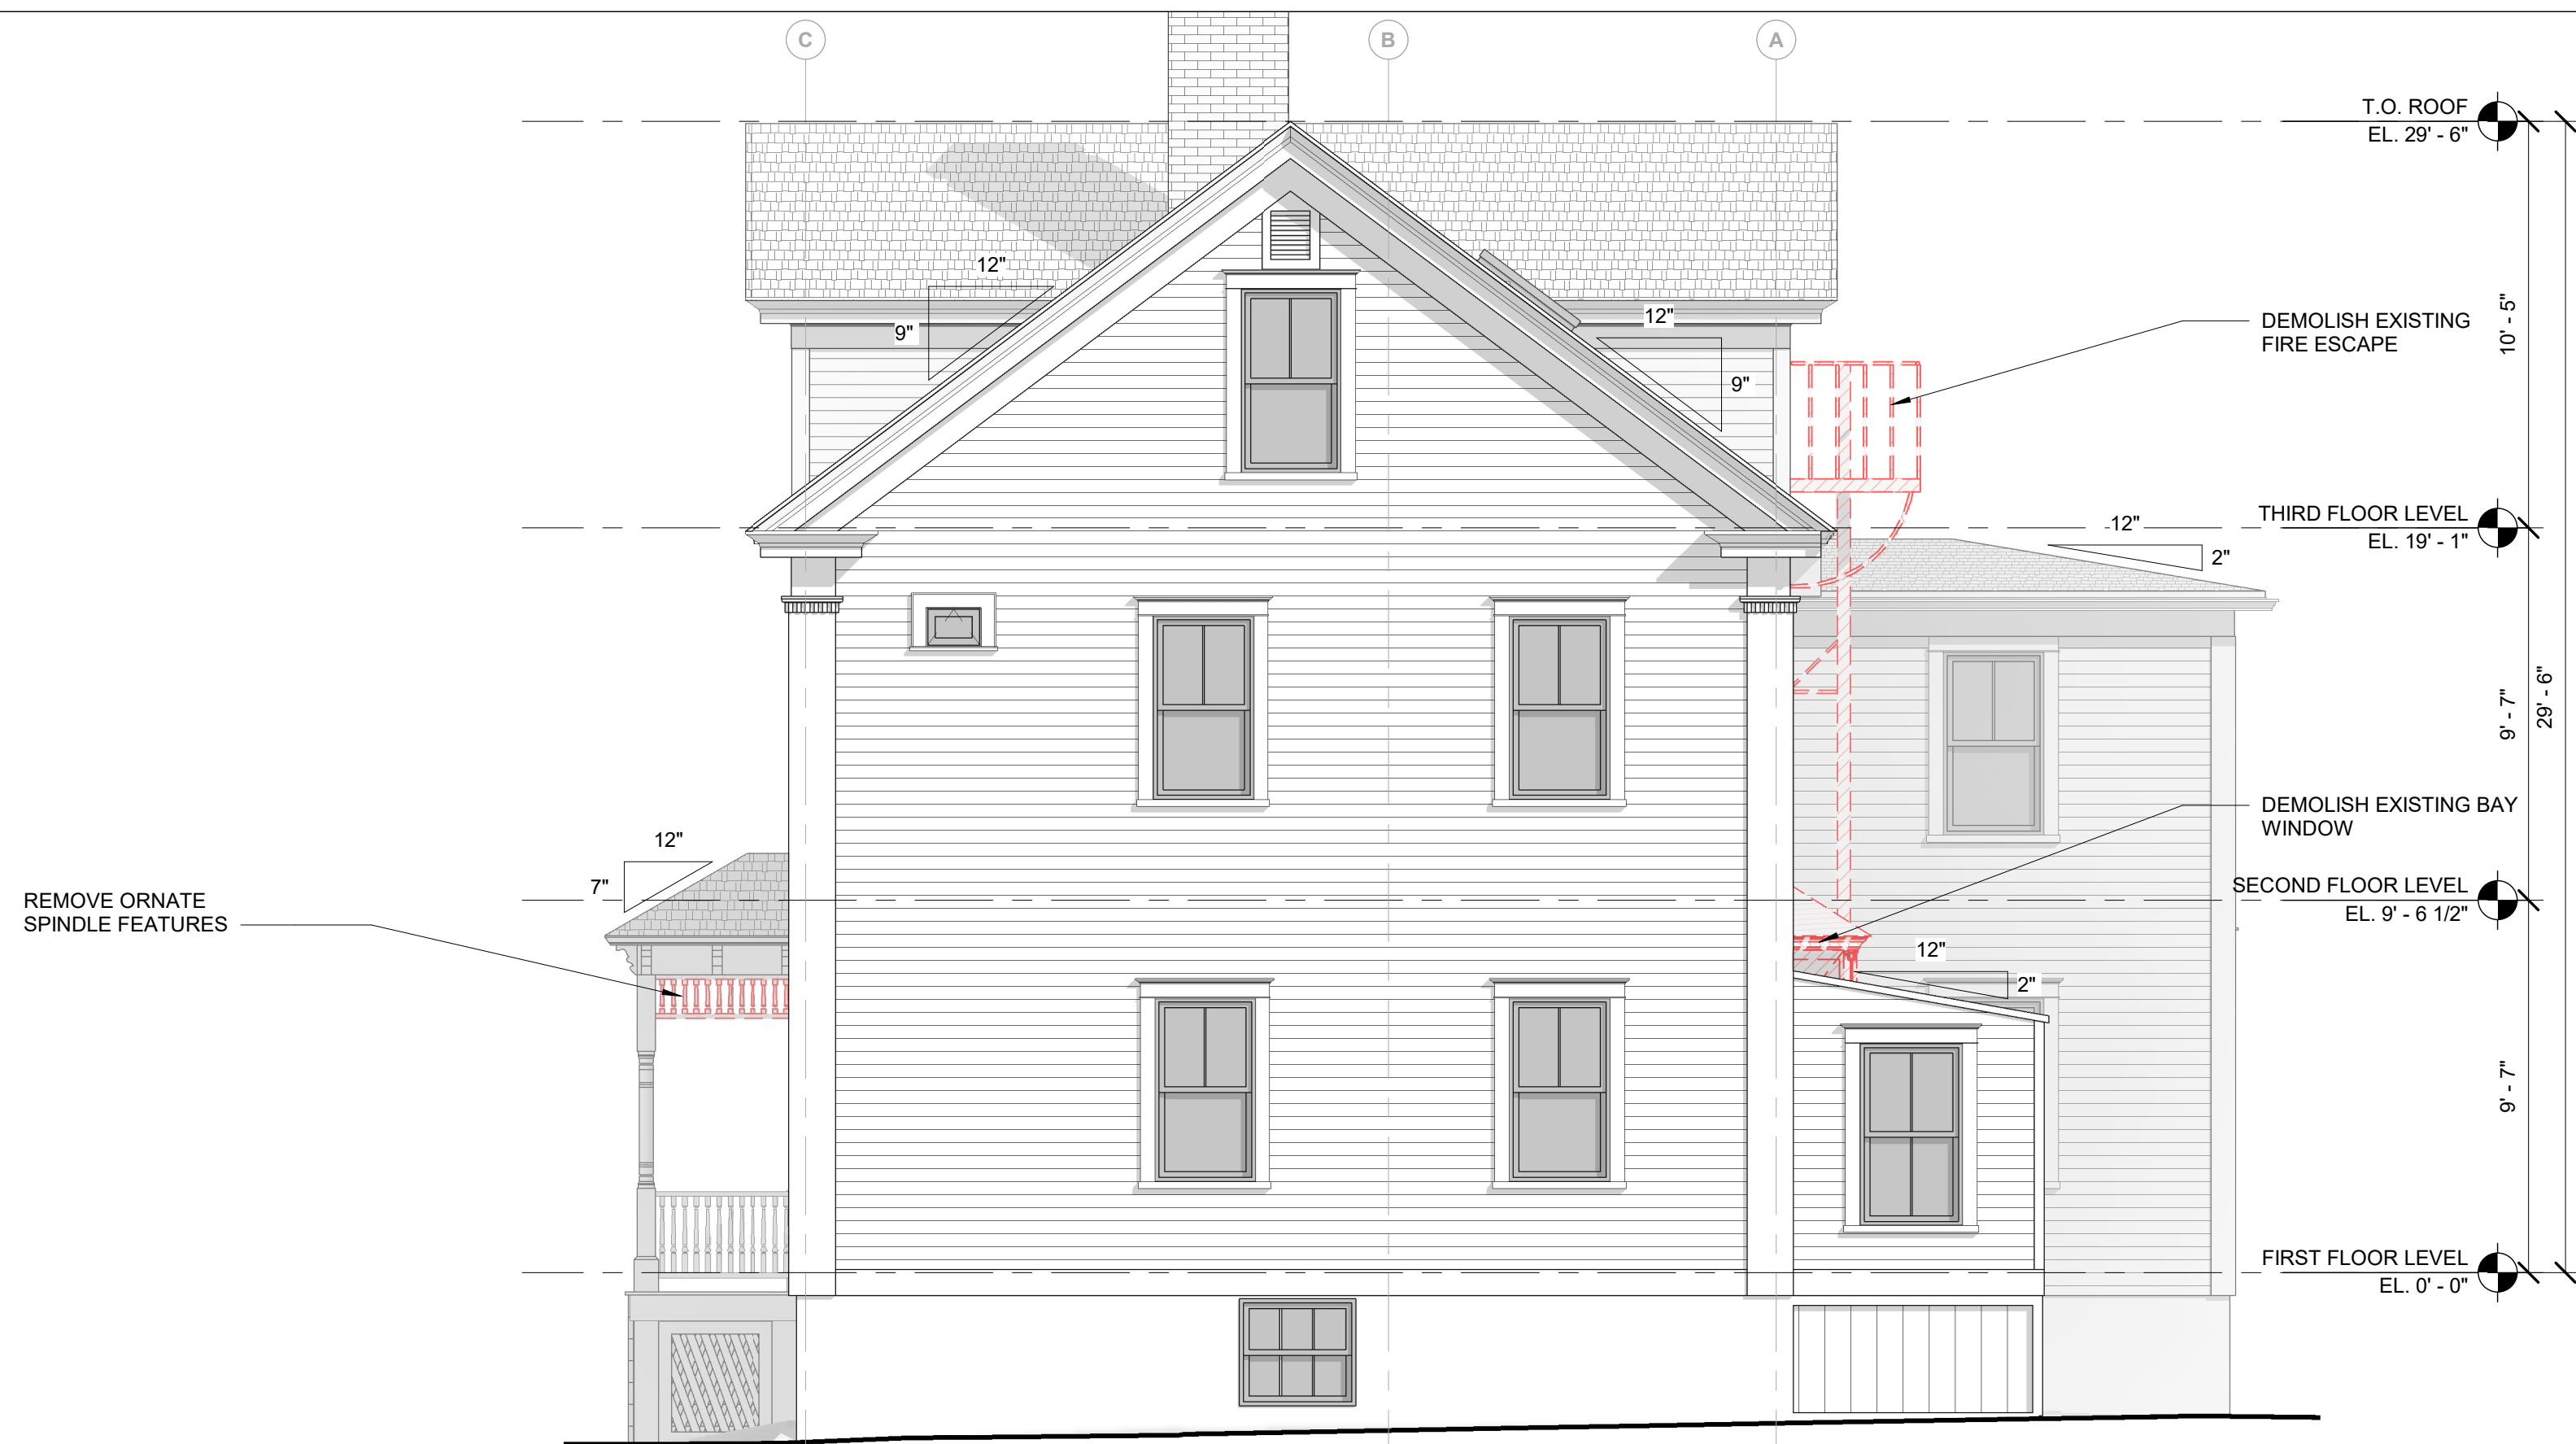 C
B
A
T.O. ROOF
EL. 29' - 6"
12"
9"
12"
9"
DEMOLISH EXISTING
FIRE ESCAPE
10' - 5"
THIRD FLOOR LEVEL
EL. 19' - 1"
12"
2"
9' - 7"
29' - 6"
12"
7"
REMOVE ORNATE
SPINDLE FEATURES
DEMOLISH EXISTING BAY
WINDOW
SECOND FLOOR LEVEL
EL. 9' - 6 1/2"
12"
2"
9' - 7"
FIRST FLOOR LEVEL
EL. 0' - 0"